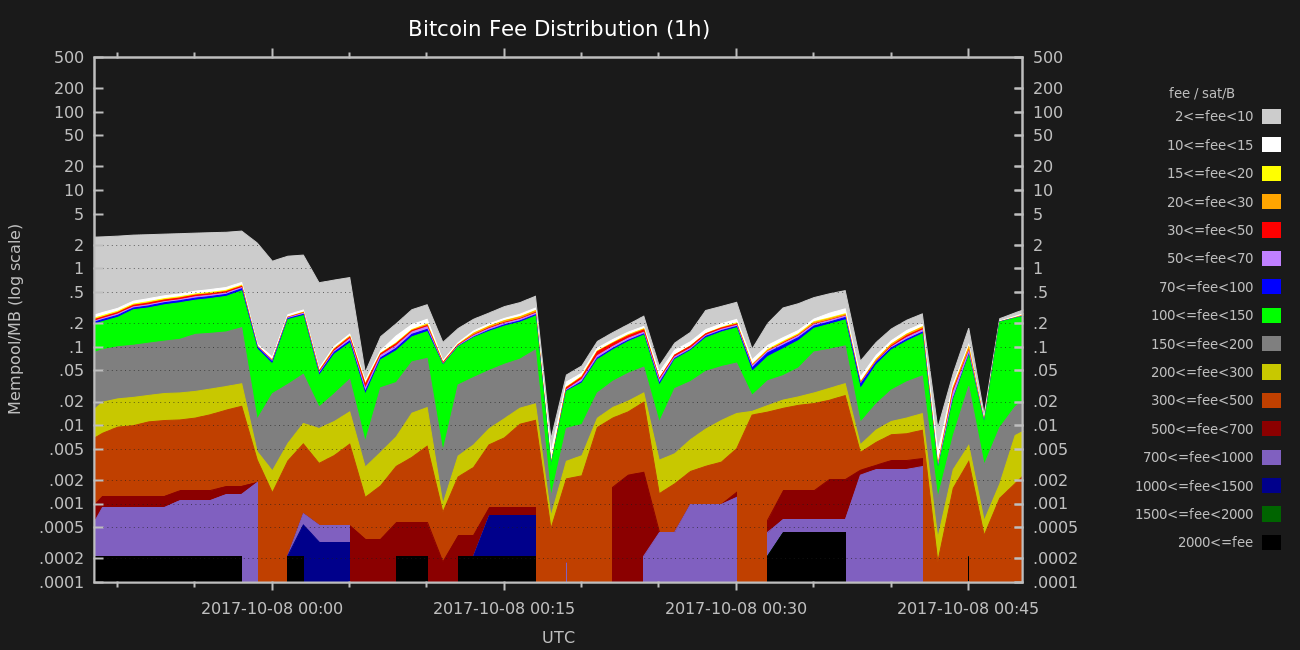 Bitcoin Fee Distribution (1h)
Mempool/MB (log scale)
500
200
100
50
20
10
5
2
1
.5
.2
.1
.05
.02
.01
.005
.002
.001
.0005
.0002
.0001
500
200
100
50
20
10
5
2
1
.5
.2
.1
.05
.02
.01
.005
.002
.001
.0005
.0002
.0001
2017-10-08 00:00
2017-10-08 00:15
2017-10-08 00:30
2017-10-08 00:45
UTC
fee / sat/B
2<=fee<10
10<=fee<15
15<=fee<20
20<=fee<30
30<=fee<50
50<=fee<70
70<=fee<100
100<=fee<150
150<=fee<200
200<=fee<300
300<=fee<500
500<=fee<700
700<=fee<1000
1000<=fee<1500
1500<=fee<2000
2000<=fee